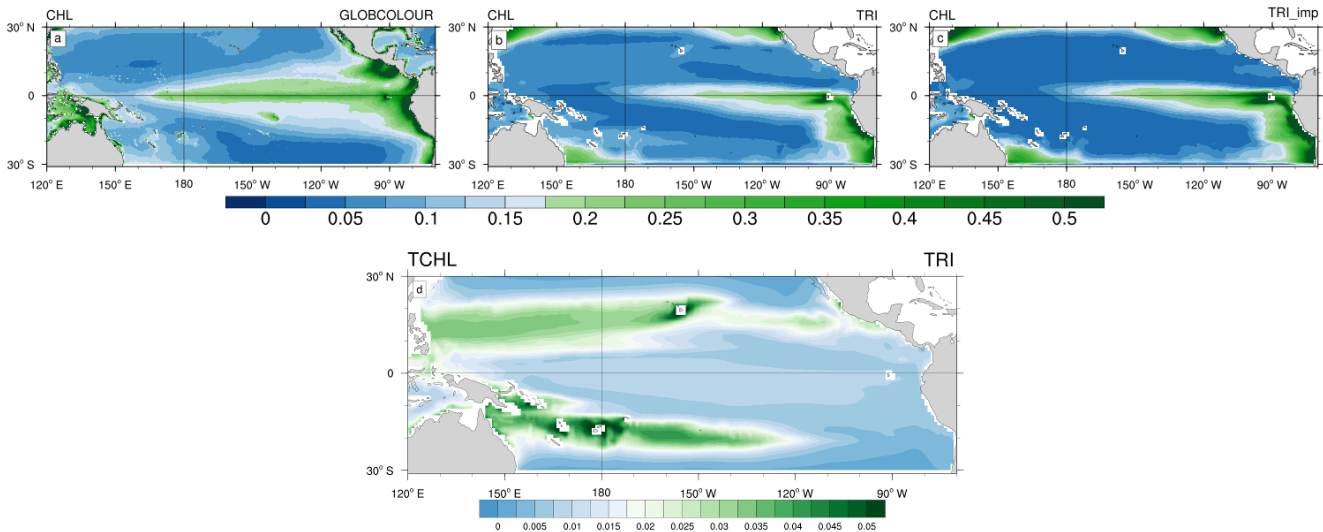 CHL GLOBCOLOUR CHL TRI CHL TRI_imp
30° N a b c
0 0 0
30° S 30° S 30° S
120° E 150° E 180 150° W 120° W 90° W 120° E 150° E 180 150° W 120° W 90° W 120° E 150° E 180 150° W 120° W 90° W
0 0.05 0.1 0.15 0.2 0.25 0.3 0.35 0.4 0.45 0.5
TCHL TRI
30° N d
0
30° S
120° E 150° E 180 150° W 120° W 90° W
0 0.005 0.01 0.015 0.02 0.025 0.03 0.035 0.04 0.045 0.05